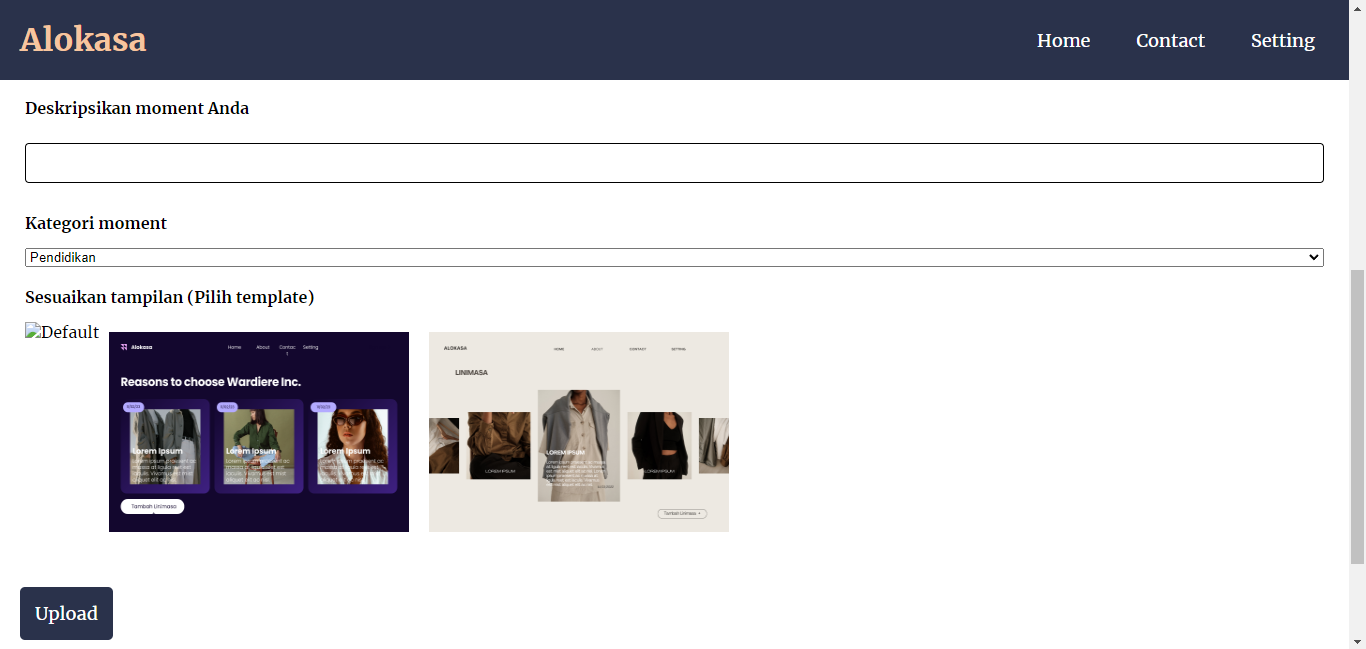 Alokasa
Home Contact Setting
Deskripsikan moment Anda
Kategori moment
Pendidikan
Sesuaikan tampilan (Pilih template)
Default
Alokasa
Home About Contac
t
Setting
Reasons to choose Wardiere Inc.
Lorem Ipsum
Lorem Ipsum
Lorem Ipsum
Tambah Linimasa
ALOKASA
HOME ABOUT CONTACT SETTING
LINIMASA
LOREM IPSUM
LOREM IPSUM
LOREM IPSUM
Tambah Linimasa +
Upload